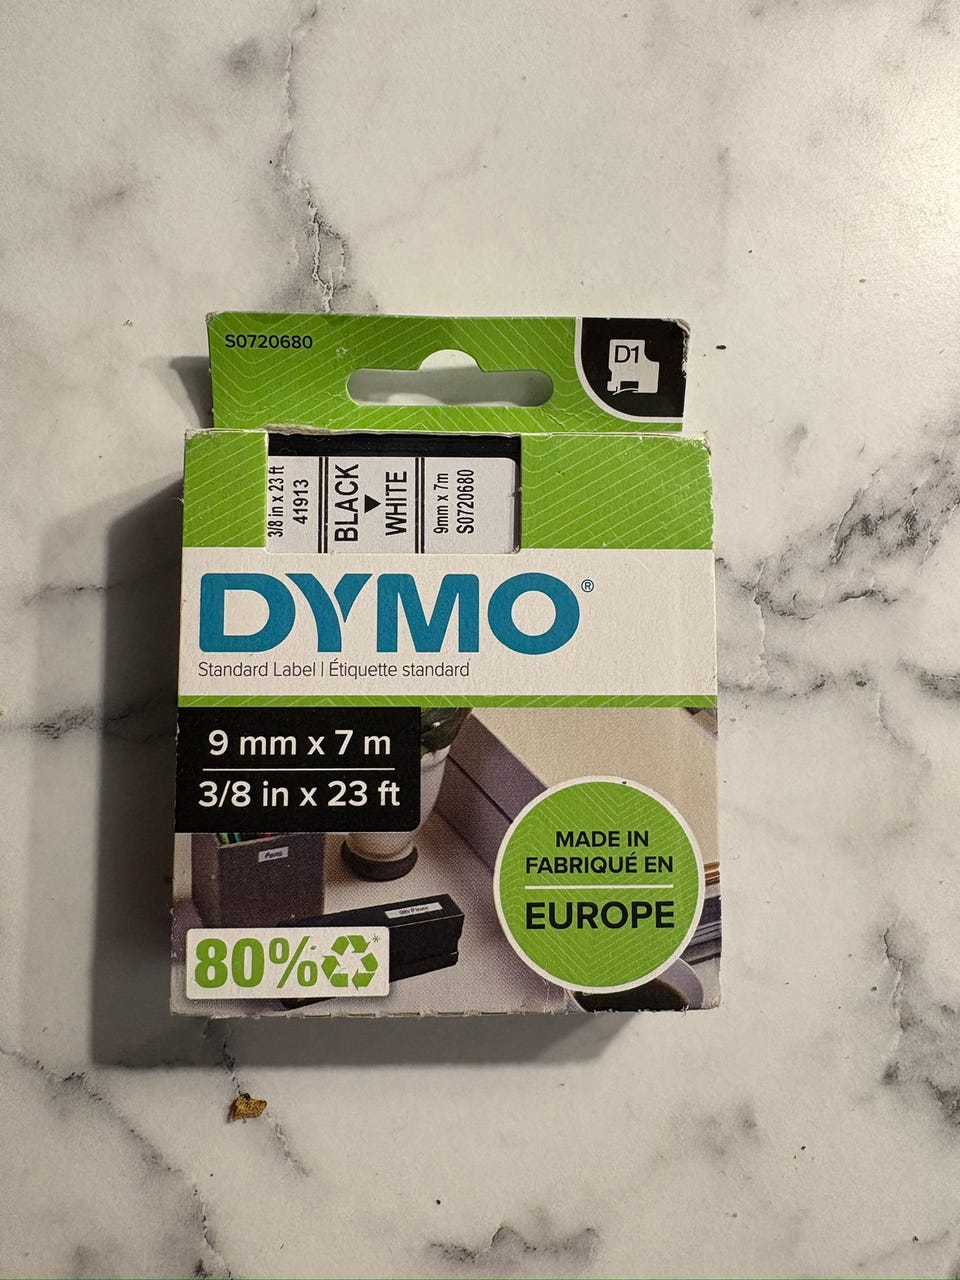 S0720680
D1
3/8 in x 23 ft
41913
BLACK
WHITE
9mm x 7m
S0720680
DYMO®
Standard Label | Étiquette standard
9 mm x 7 m
3/8 in x 23 ft
MADE IN
FABRIQUÉ EN
EUROPE
Pens
80%*